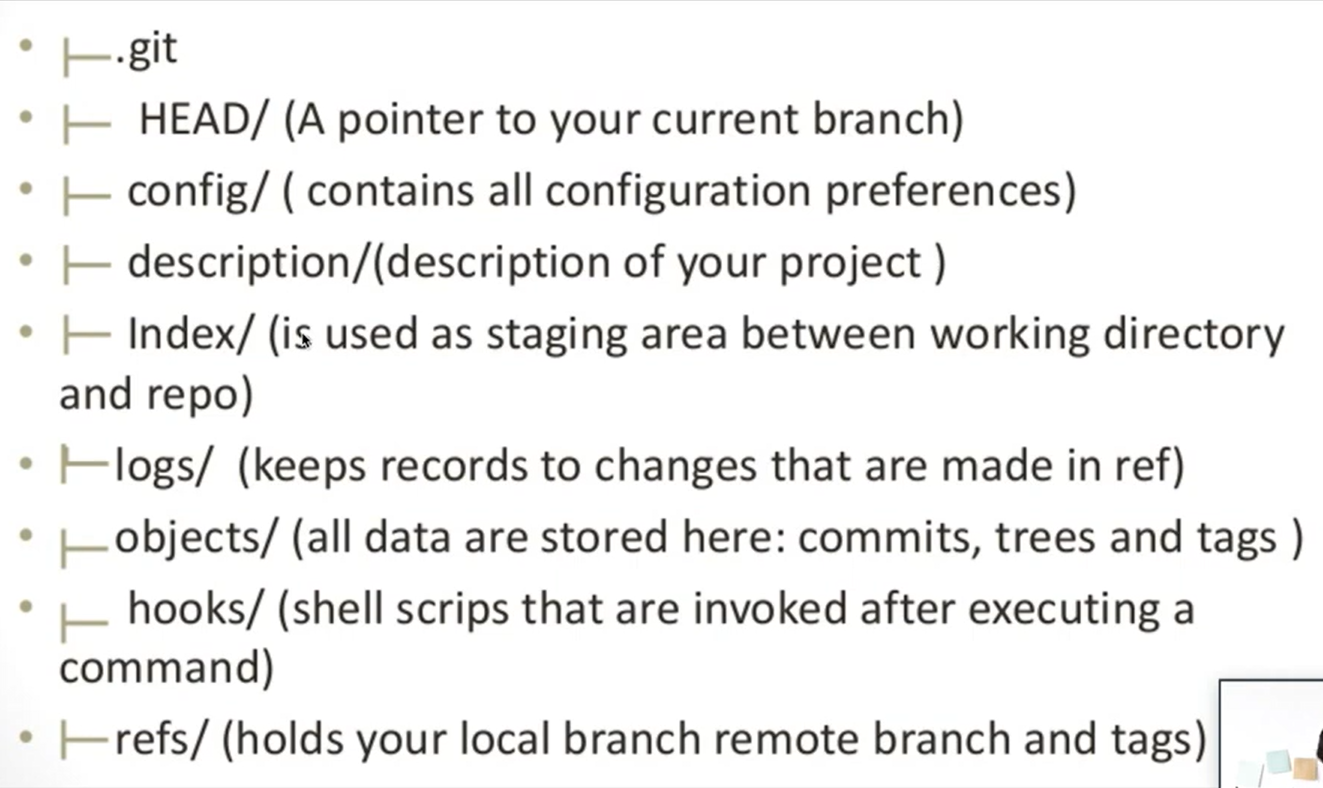 • ├─.git
• ├─ HEAD/ (A pointer to your current branch)
• ├─ config/ ( contains all configuration preferences)
• ├─ description/(description of your project )
• ├─ Index/ (is used as staging area between working directory
and repo)
• ├─logs/ (keeps records to changes that are made in ref)
• ├─objects/ (all data are stored here: commits, trees and tags )
• ├─ hooks/ (shell scrips that are invoked after executing a
command)
• ├─refs/ (holds your local branch remote branch and tags)